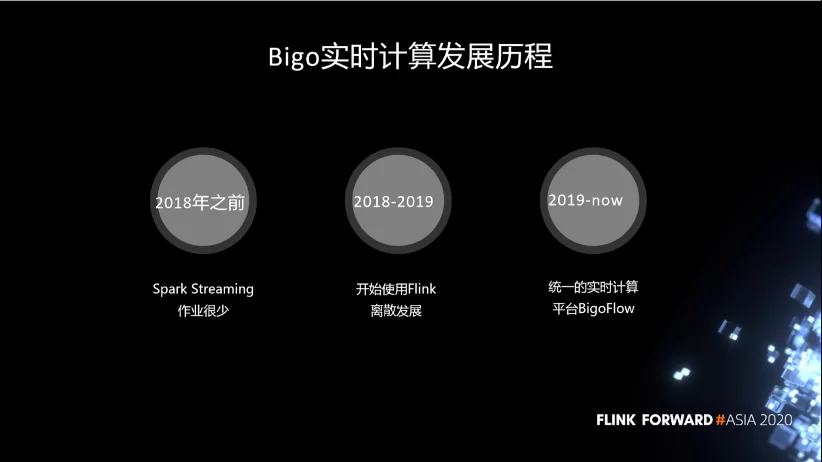 Bigo实时计算发展历程
2018年之前
2018-2019
2019-now
Spark Streaming
作业很少
开始使用Flink
离散发展
统一的实时计算
平台BigoFlow
FLINK FORWARD #ASIA 2020